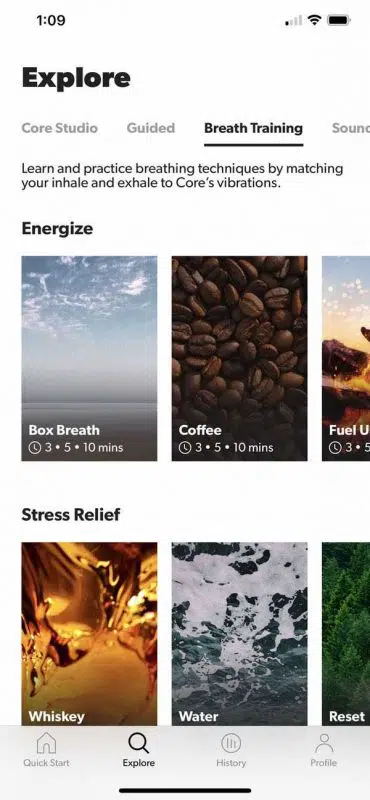 1:09
Explore
Core Studio Guided Breath Training Soun
Learn and practice breathing techniques by matching
your inhale and exhale to Core's vibrations.
Energize
Box Breath Coffee Fuel U
3 • 5 • 10 mins 3 • 5 • 10 mins 3 • 5
Stress Relief
Whiskey Water Reset
Quick Start Explore History Profile